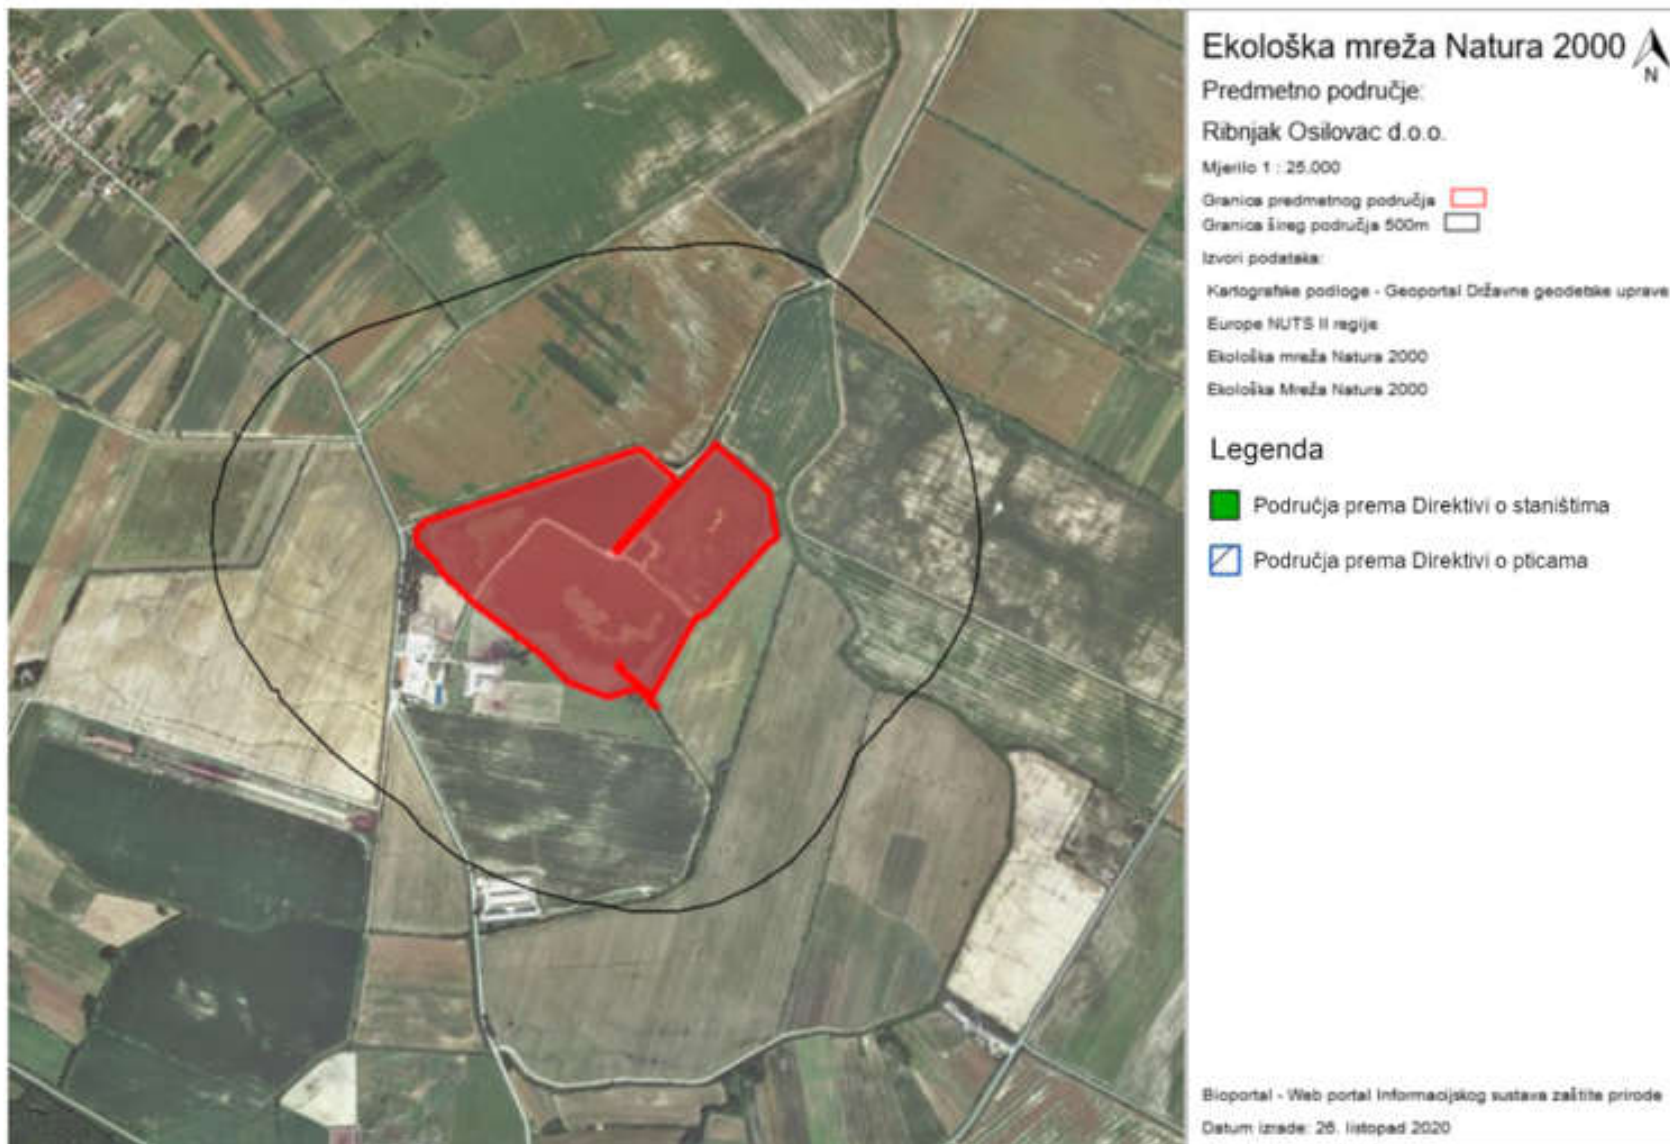 Ekološka mreža Natura 2000
N
Predmetno područje:
Ribnjak Osilovac d.o.o.
Mjerilo 1 : 25.000
Granica predmetnog područja
Granica šireg područja 500m
Izvori podataka:
Kartografske podloge - Geoportal Državne geodetske uprave
Europe NUTS II regije
Ekološka mreža Natura 2000
Ekološka Mreža Natura 2000
Legenda
Područja prema Direktivi o staništima
Područja prema Direktivi o pticama
Bioportal - Web portal Informacijskog sustava zaštite prirode
Datum izrade: 26. listopad 2020